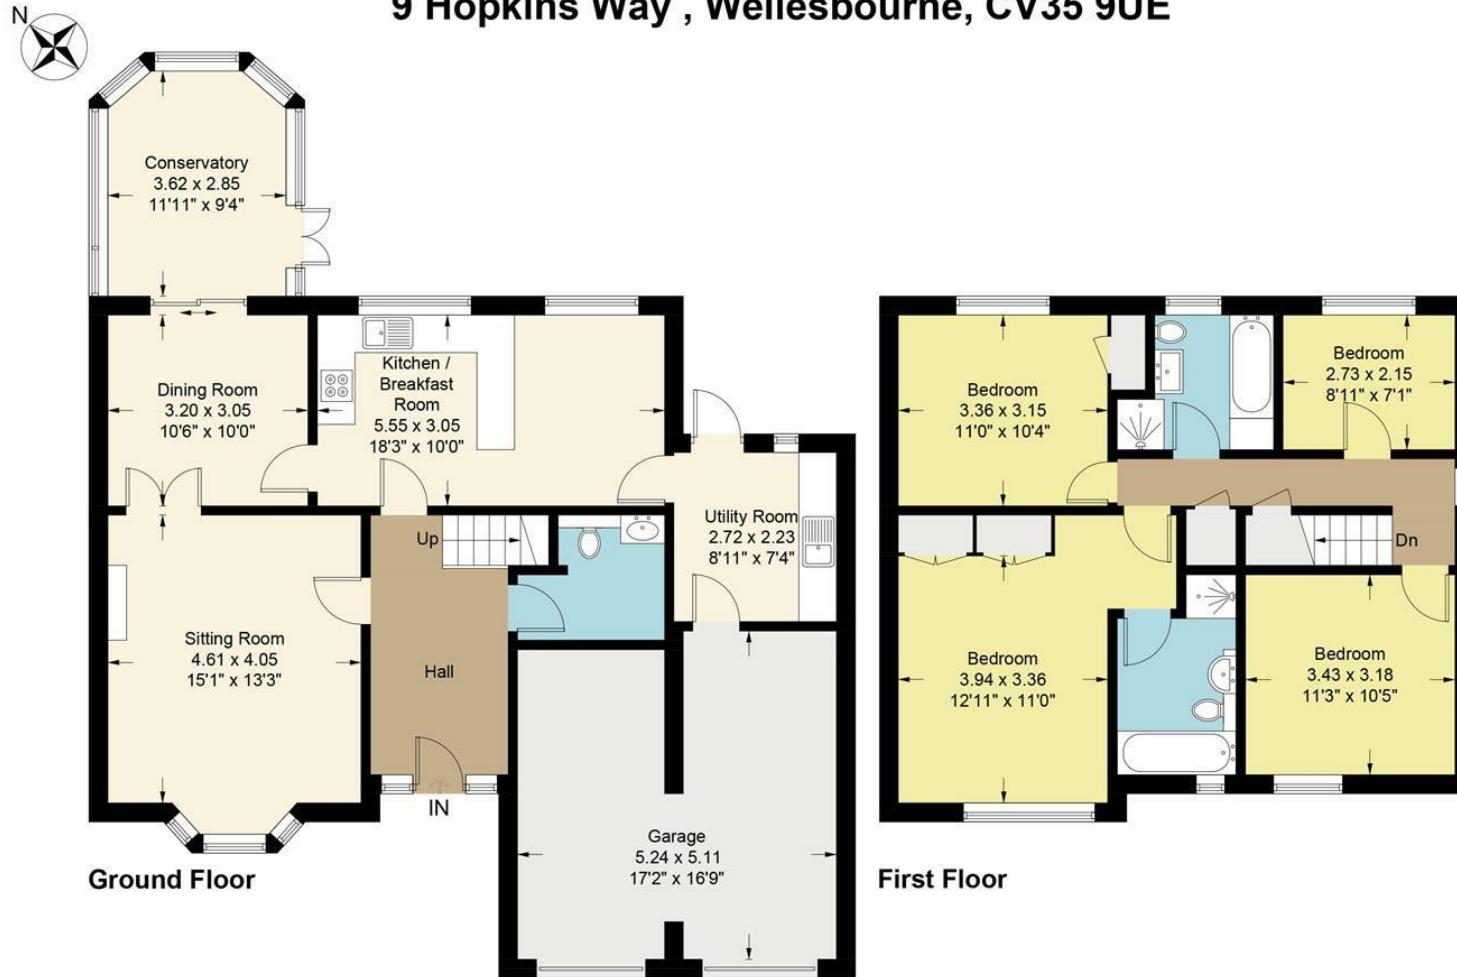 9 Hopkins Way , Wellesbourne, CV35 9UE
N
Conservatory
3.62 x 2.85
11'11" x 9'4"
Dining Room
3.20 x 3.05
10'6" x 10'0"
Kitchen /
Breakfast
Room
5.55 x 3.05
18'3" x 10'0"
Utility Room
2.72 x 2.23
8'11" x 7'4"
Up
Sitting Room
4.61 x 4.05
15'1" x 13'3"
Hall
IN
Garage
5.24 x 5.11
17'2" x 16'9"
Ground Floor
Bedroom
3.36 x 3.15
11'0" x 10'4"
Bedroom
2.73 x 2.15
8'11" x 7'1"
Dn
Bedroom
3.94 x 3.36
12'11" x 11'0"
Bedroom
3.43 x 3.18
11'3" x 10'5"
First Floor